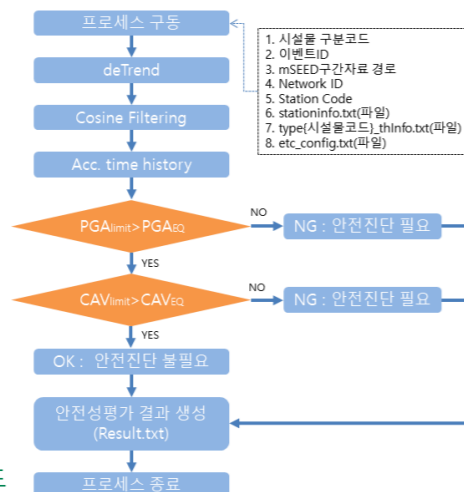 프로세스 구동
1. 시설물 구분코드
2. 이벤트ID
3. mSEED구간자료 경로
4. Network ID
5. Station Code
6. stationinfo.txt(파일)
7. type{시설물코드}_thInfo.txt(파일)
8. etc_config.txt(파일)
deTrend
Cosine Filtering
Acc. time history
PGAlimit>PGAEQ
NO
NG : 안전진단 필요
YES
CAVlimit>CAVEQ
NO
NG : 안전진단 필요
YES
OK : 안전진단 불필요
안전성평가 결과 생성
(Result.txt)
프로세스 종료